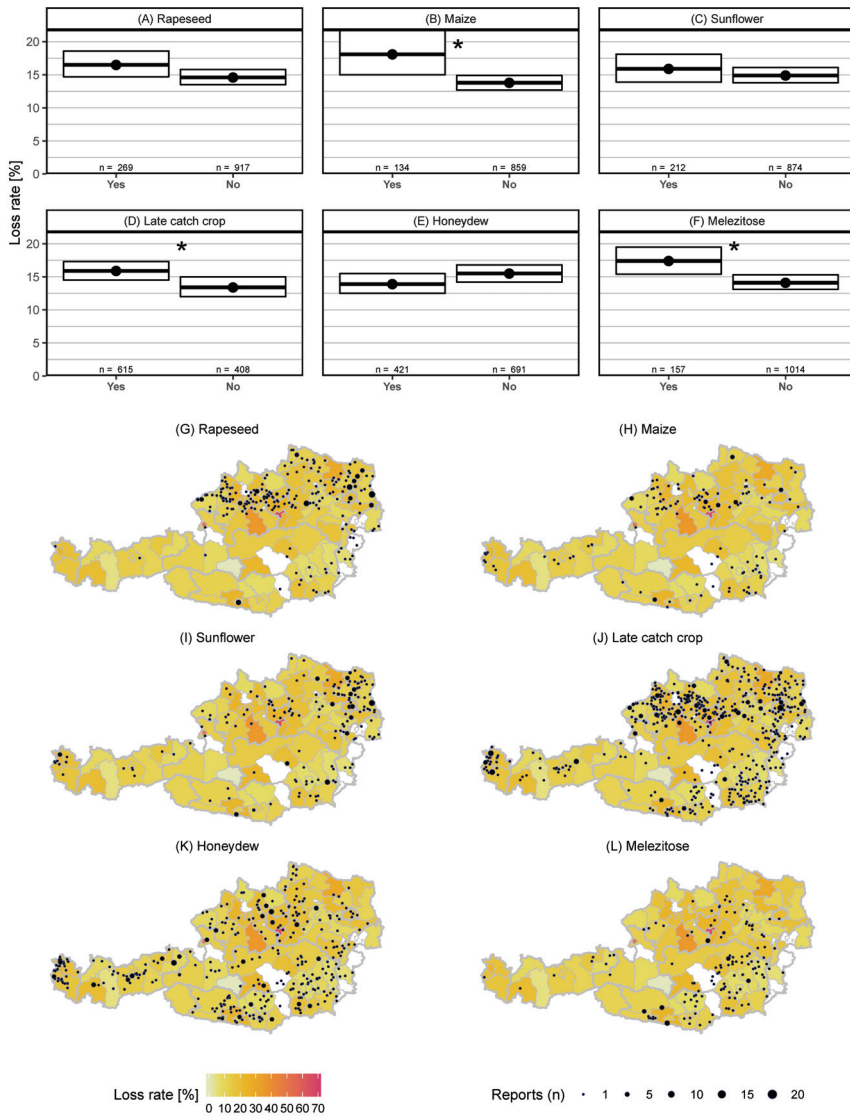 (A) Rapeseed
(B) Maize
(C) Sunflower
20
15
10
5
0
*
n = 269
n = 917
n = 134
n = 859
n = 212
n = 874
Yes
No
Yes
No
Yes
No
Loss rate [%]
(D) Late catch crop
(E) Honeydew
(F) Melezitose
20
15
10
5
0
*
*
n = 615
n = 408
n = 421
n = 691
n = 157
n = 1014
Yes
No
Yes
No
Yes
No
(G) Rapeseed
(H) Maize
(I) Sunflower
(J) Late catch crop
(K) Honeydew
(L) Melezitose
Loss rate [%]
0 10 20 30 40 50 60 70
Reports (n)
1
5
10
15
20